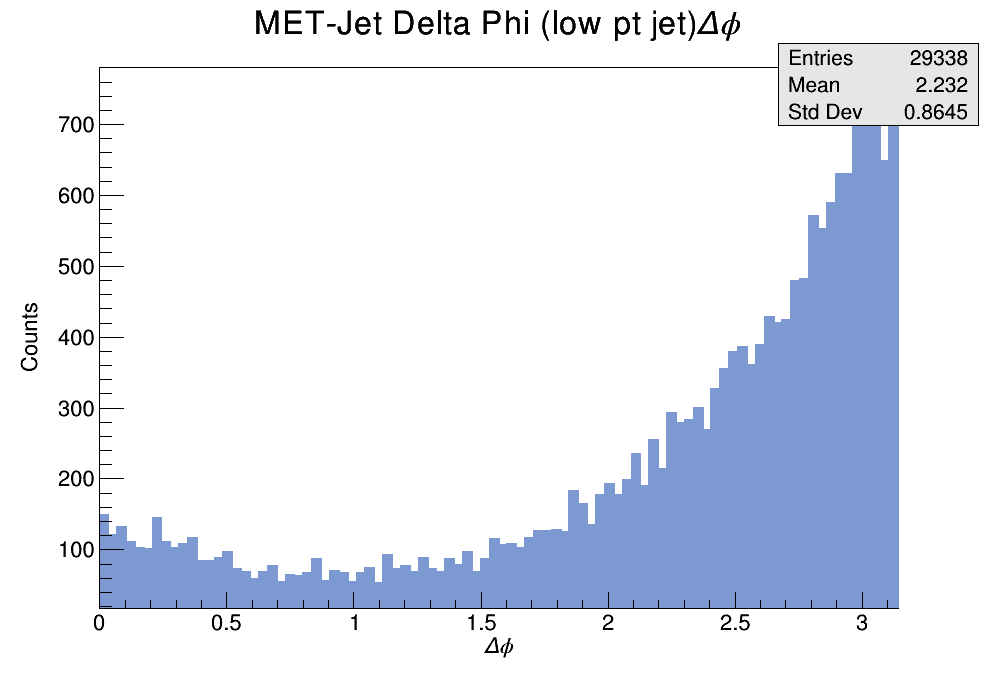 MET-Jet Delta Phi (low pt jet)Δϕ
Entries 29338
Mean 2.232
Std Dev 0.8645
700
600
500
400
300
200
100
Counts
0 0.5 1 1.5 2 2.5 3
Δϕ